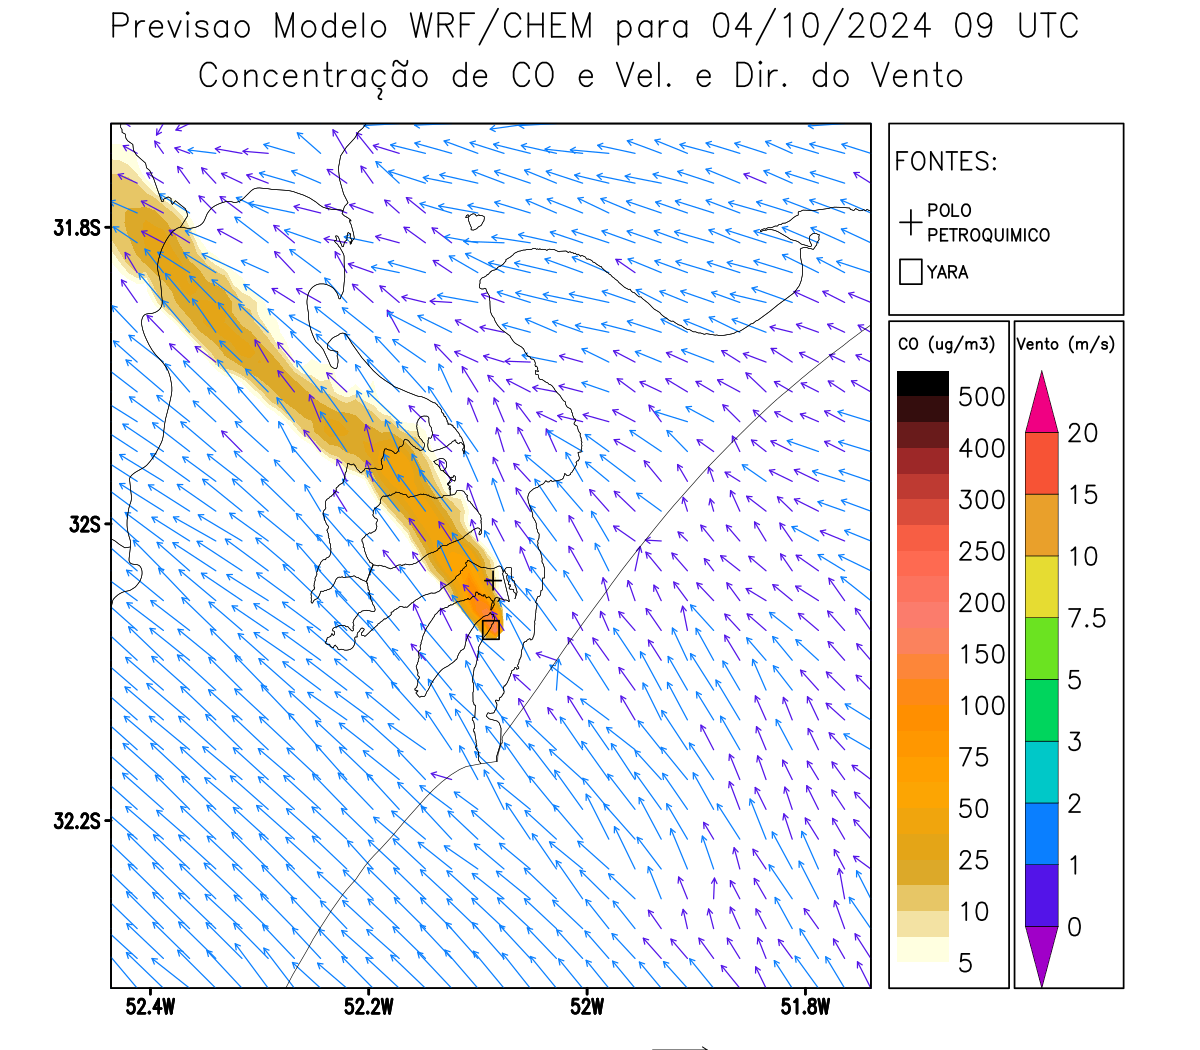 Previsao Modelo WRF/CHEM para 04/10/2024 09 UTC
Concentração de CO e Vel. e Dir. do Vento
FONTES:
POLO
PETROQUIMICO
YARA
CO (ug/m3)
500
400
300
250
200
150
100
75
50
25
10
5
Vento (m/s)
20
15
10
7.5
5
3
2
1
0
31.8S
32S
32.2S
52.4W
52.2W
52W
51.8W